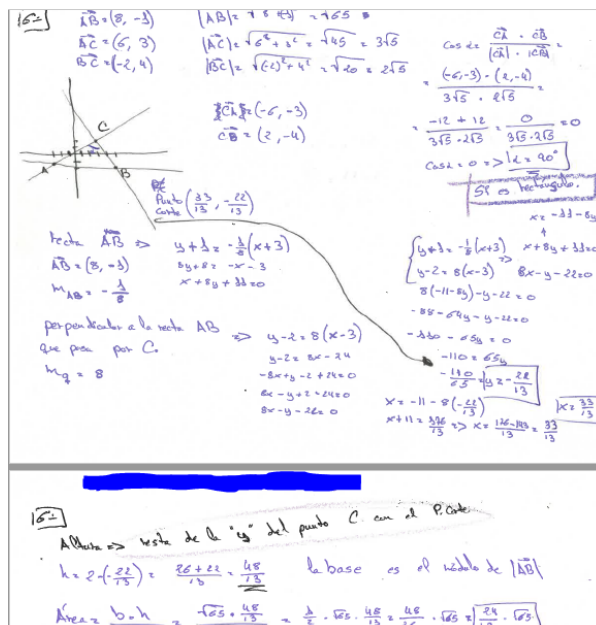 16:-) AB=(8, -1)
AC=(6, 3)
BC=(-2, 4)
|AC|= √6²+3² = √45 = 3√5
|BC|= √(-2)²+4² = √20 = 2√5
CA=(-6, -3)
CB=(2, -4)
Cos α= CA · CB / |CA| · |CB| =
= (-6,-3)·(2,-4) / 3√5 · 2√5 =
= -12 + 12 / 3√5 · 2√5 = 0 / 3√5·2√5 = 0
Cos α = 0 => α = 90°
Sí es rectángulo.
A
B
C
Punto Corte (33/13, -22/13)
recta AB =>
AB=(8, -1)
m AB = -1/8
y+1=-1/8(x+3)
8y+8= -x-3
x+8y+11=0
perpendicular a la recta AB
que pasa por C.
m q = 8
=> y-2=8(x-3)
y-2=8x-24
-8x+y-2+24=0
8x-y+2-24=0
8x-y-22=0
x=-11-8y
y+1=-1/8(x+3) => x+8y+11=0
y-2=8(x-3) 8x-y-22=0
8(-11-8y)-y-22=0
-88-64y-y-22=0
-110-65y=0
-110=65y
-110/65 = y=-22/13
x=-11-8(-22/13)
x=33/13
x+11=176/13 => x= 176-143/13 = 33/13
16:-
Altura=> resta de la "y" del punto C con el P. Corte
h=2-(-22/13)= 26+22/13 = 48/13 la base es el módulo de |AB|
Área= b·h = √65·48/13 = 1/2 · √65 · 48/13 = 48/26 · √65 = 24/13 · √65